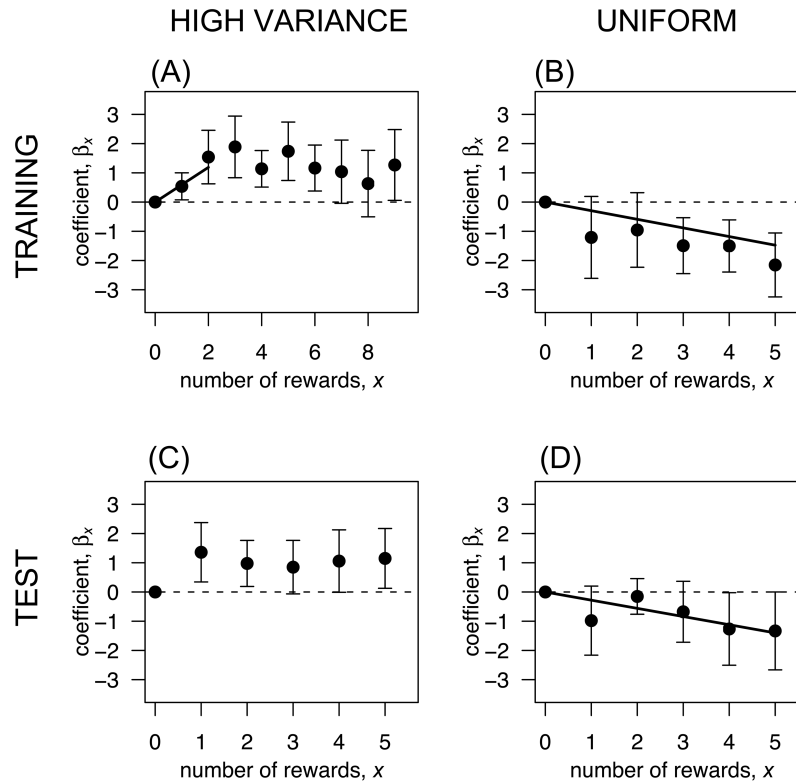 HIGH VARIANCE UNIFORM
(A) (B)
TRAINING
coefficient, βx
3
2
1
0
−1
−2
−3
0 2 4 6 8
number of rewards, x
coefficient, βx
3
2
1
0
−1
−2
−3
0 1 2 3 4 5
number of rewards, x
(C) (D)
TEST
coefficient, βx
3
2
1
0
−1
−2
−3
0 1 2 3 4 5
number of rewards, x
coefficient, βx
3
2
1
0
−1
−2
−3
0 1 2 3 4 5
number of rewards, x